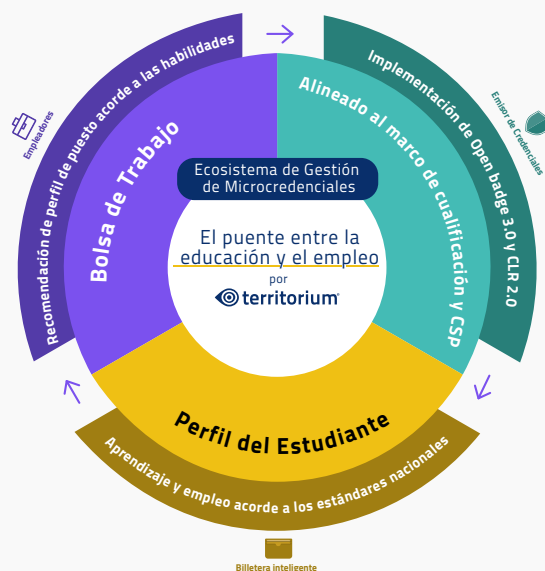 Ecosistema de Gestión
de Microcredenciales
El puente entre la
educación y el empleo
por
territorium
Bolsa de Trabajo
Recomendación de perfil de puesto acorde a las habilidades
Empleadores
Alineado al marco de cualificación y CSP
Implementación de Open badge 3.0 y CLR 2.0
Emisor de Credenciales
Perfil del Estudiante
Aprendizaje y empleo acorde a los estándares nacionales
Billetera inteligente